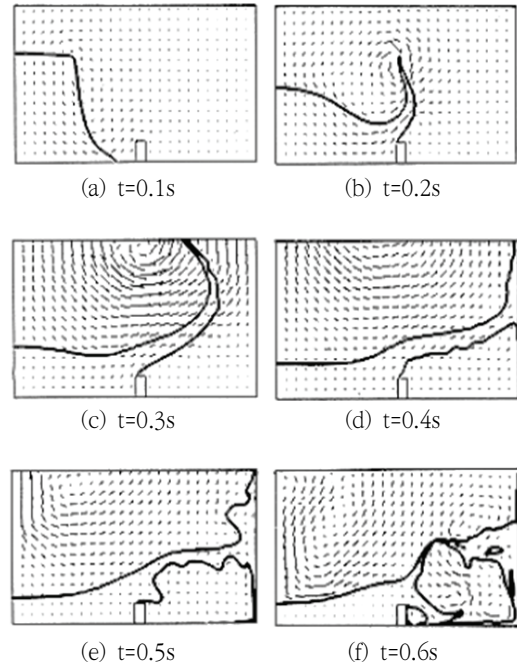 (a) t=0.1s
(b) t=0.2s
(c) t=0.3s
(d) t=0.4s
(e) t=0.5s
(f) t=0.6s